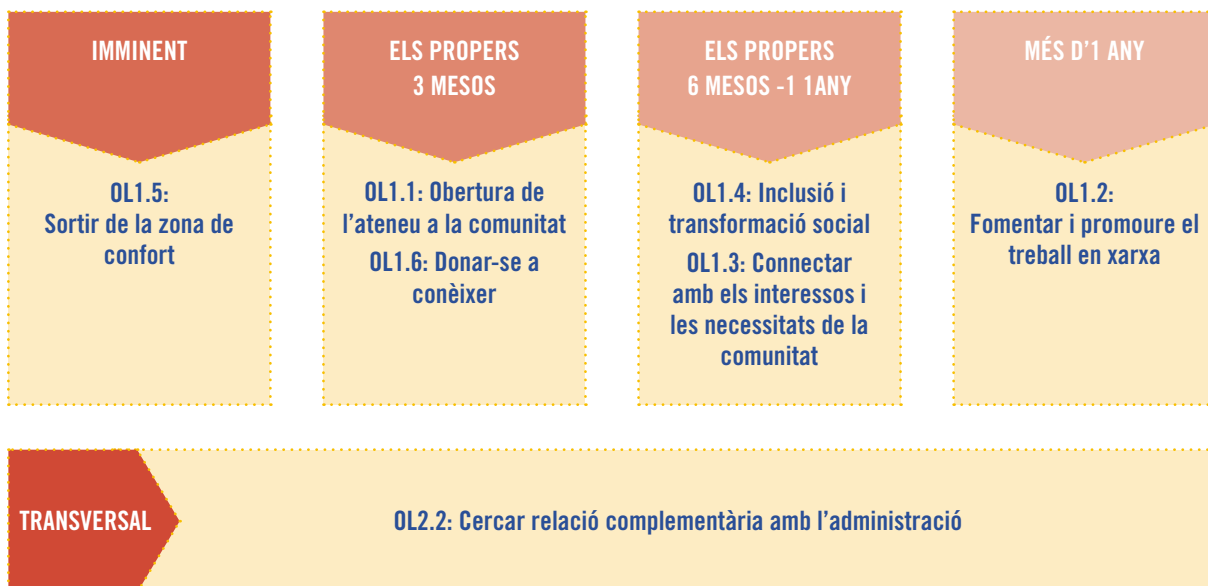 IMMINENT
OL1.5:
Sortir de la zona de
confort
ELS PROPERS
3 MESOS
OL1.1: Obertura de
l’ateneu a la comunitat
OL1.6: Donar-se a
conèixer
ELS PROPERS
6 MESOS -1 1ANY
OL1.4: Inclusió i
transformació social
OL1.3: Connectar
amb els interessos i
les necessitats de la
comunitat
MÉS D’1 ANY
OL1.2:
Fomentar i promoure el
treball en xarxa
TRANSVERSAL
OL2.2: Cercar relació complementària amb l’administració